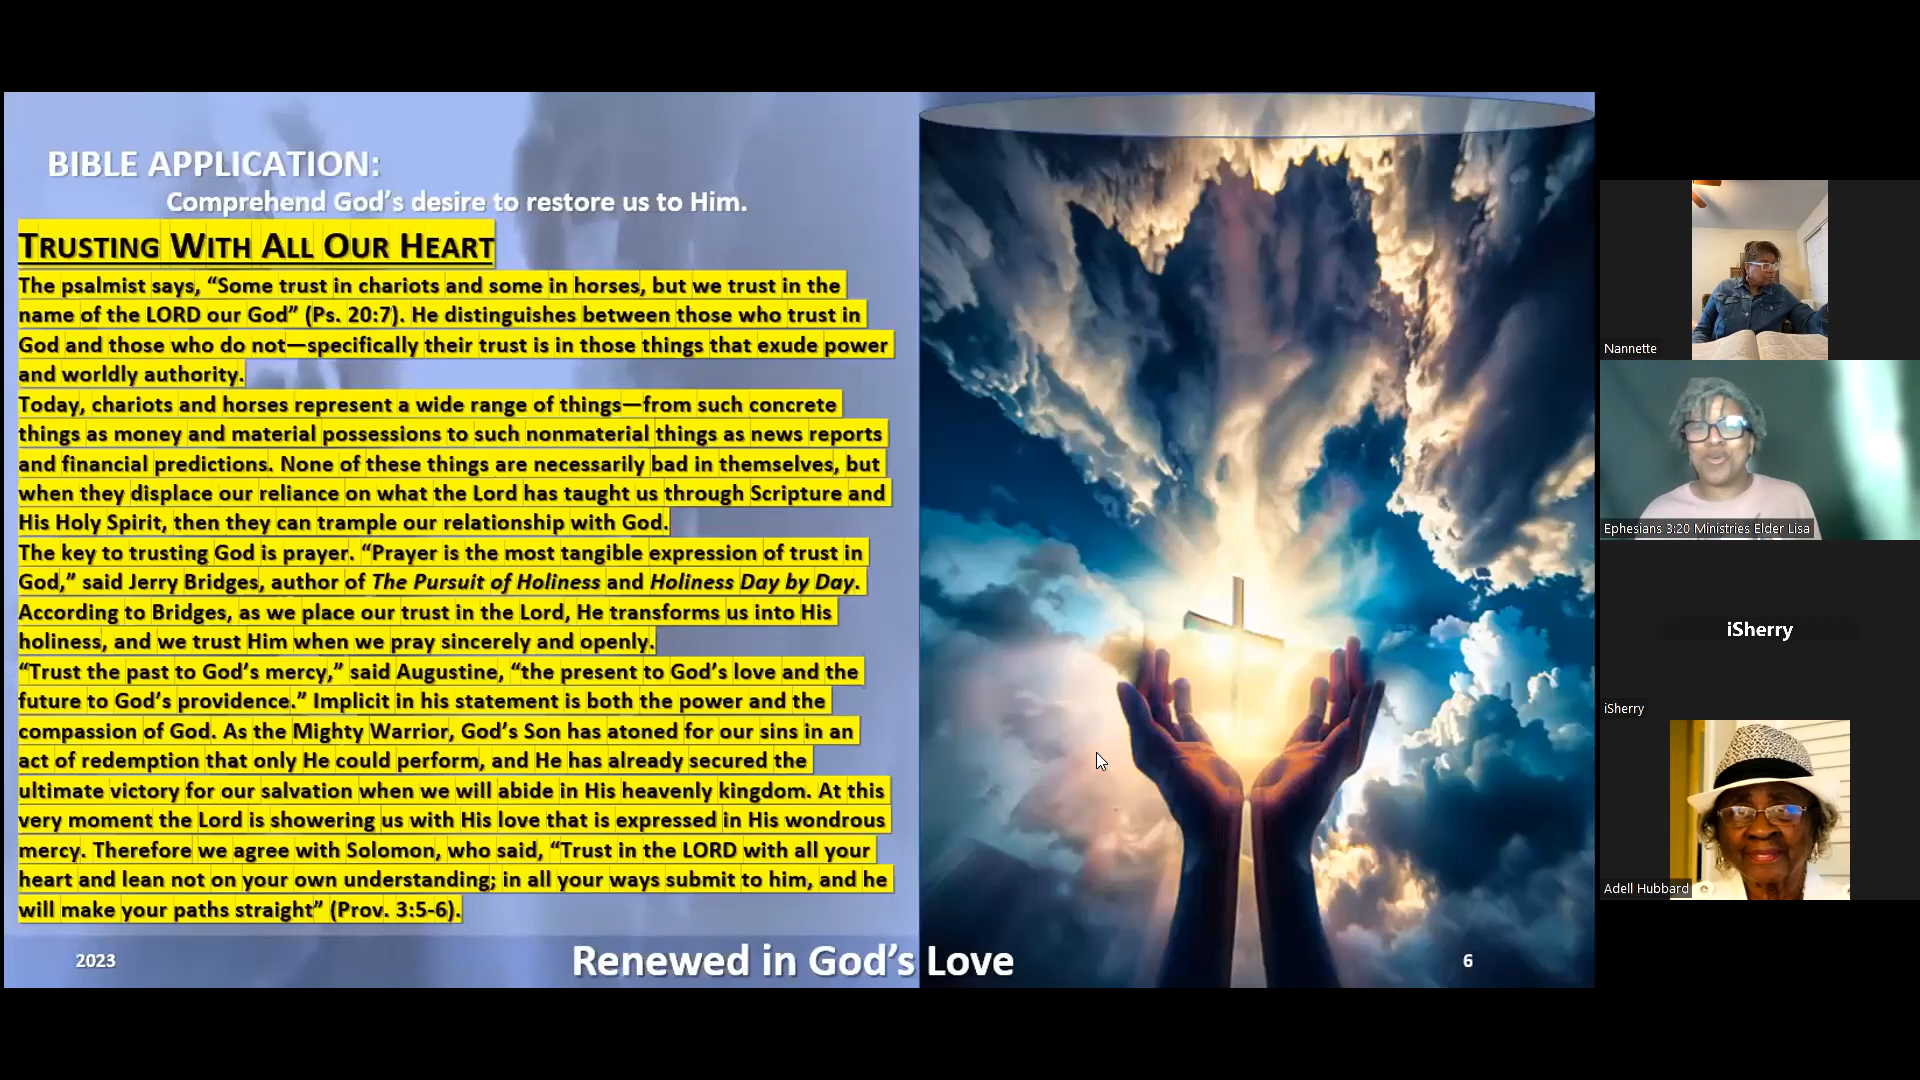 BIBLE APPLICATION:
Comprehend God’s desire to restore us to Him.
TRUSTING WITH ALL OUR HEART
The psalmist says, “Some trust in chariots and some in horses, but we trust in the
name of the LORD our God” (Ps. 20:7). He distinguishes between those who trust in
God and those who do not—specifically their trust is in those things that exude power
and worldly authority.
Today, chariots and horses represent a wide range of things—from such concrete
things as money and material possessions to such nonmaterial things as news reports
and financial predictions. None of these things are necessarily bad in themselves, but
when they displace our reliance on what the Lord has taught us through Scripture and
His Holy Spirit, then they can trample our relationship with God.
The key to trusting God is prayer. “Prayer is the most tangible expression of trust in
God,” said Jerry Bridges, author of The Pursuit of Holiness and Holiness Day by Day.
According to Bridges, as we place our trust in the Lord, He transforms us into His
holiness, and we trust Him when we pray sincerely and openly.
“Trust the past to God’s mercy,” said Augustine, “the present to God’s love and the
future to God’s providence.” Implicit in his statement is both the power and the
compassion of God. As the Mighty Warrior, God’s Son has atoned for our sins in an
act of redemption that only He could perform, and He has already secured the
ultimate victory for our salvation when we will abide in His heavenly kingdom. At this
very moment the Lord is showering us with His love that is expressed in His wondrous
mercy. Therefore we agree with Solomon, who said, “Trust in the LORD with all your
heart and lean not on your own understanding; in all your ways submit to him, and he
will make your paths straight” (Prov. 3:5-6).
2023
Renewed in God’s Love
6
Nannette
Ephesians 3:20 Ministries Elder Lisa
iSherry
iSherry
Adell Hubbard